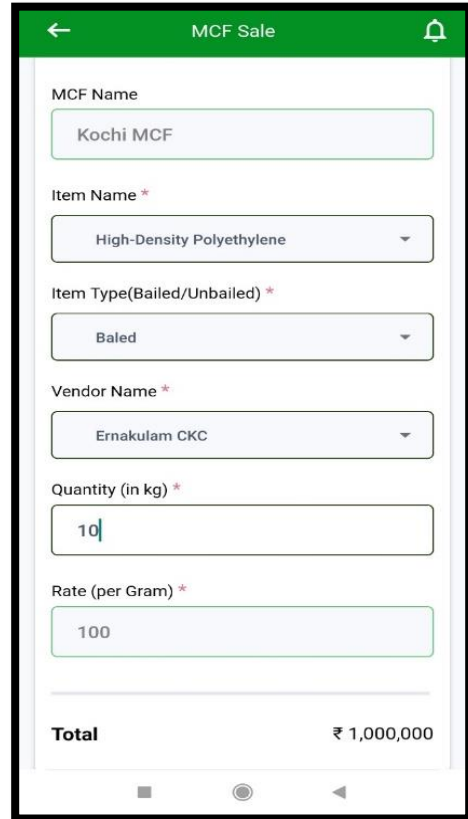 MCF Sale
MCF Name
Kochi MCF
Item Name *
High-Density Polyethylene
Item Type(Bailed/Unbailed) *
Baled
Vendor Name *
Ernakulam CKC
Quantity (in kg) *
10
Rate (per Gram) *
100
Total ₹ 1,000,000